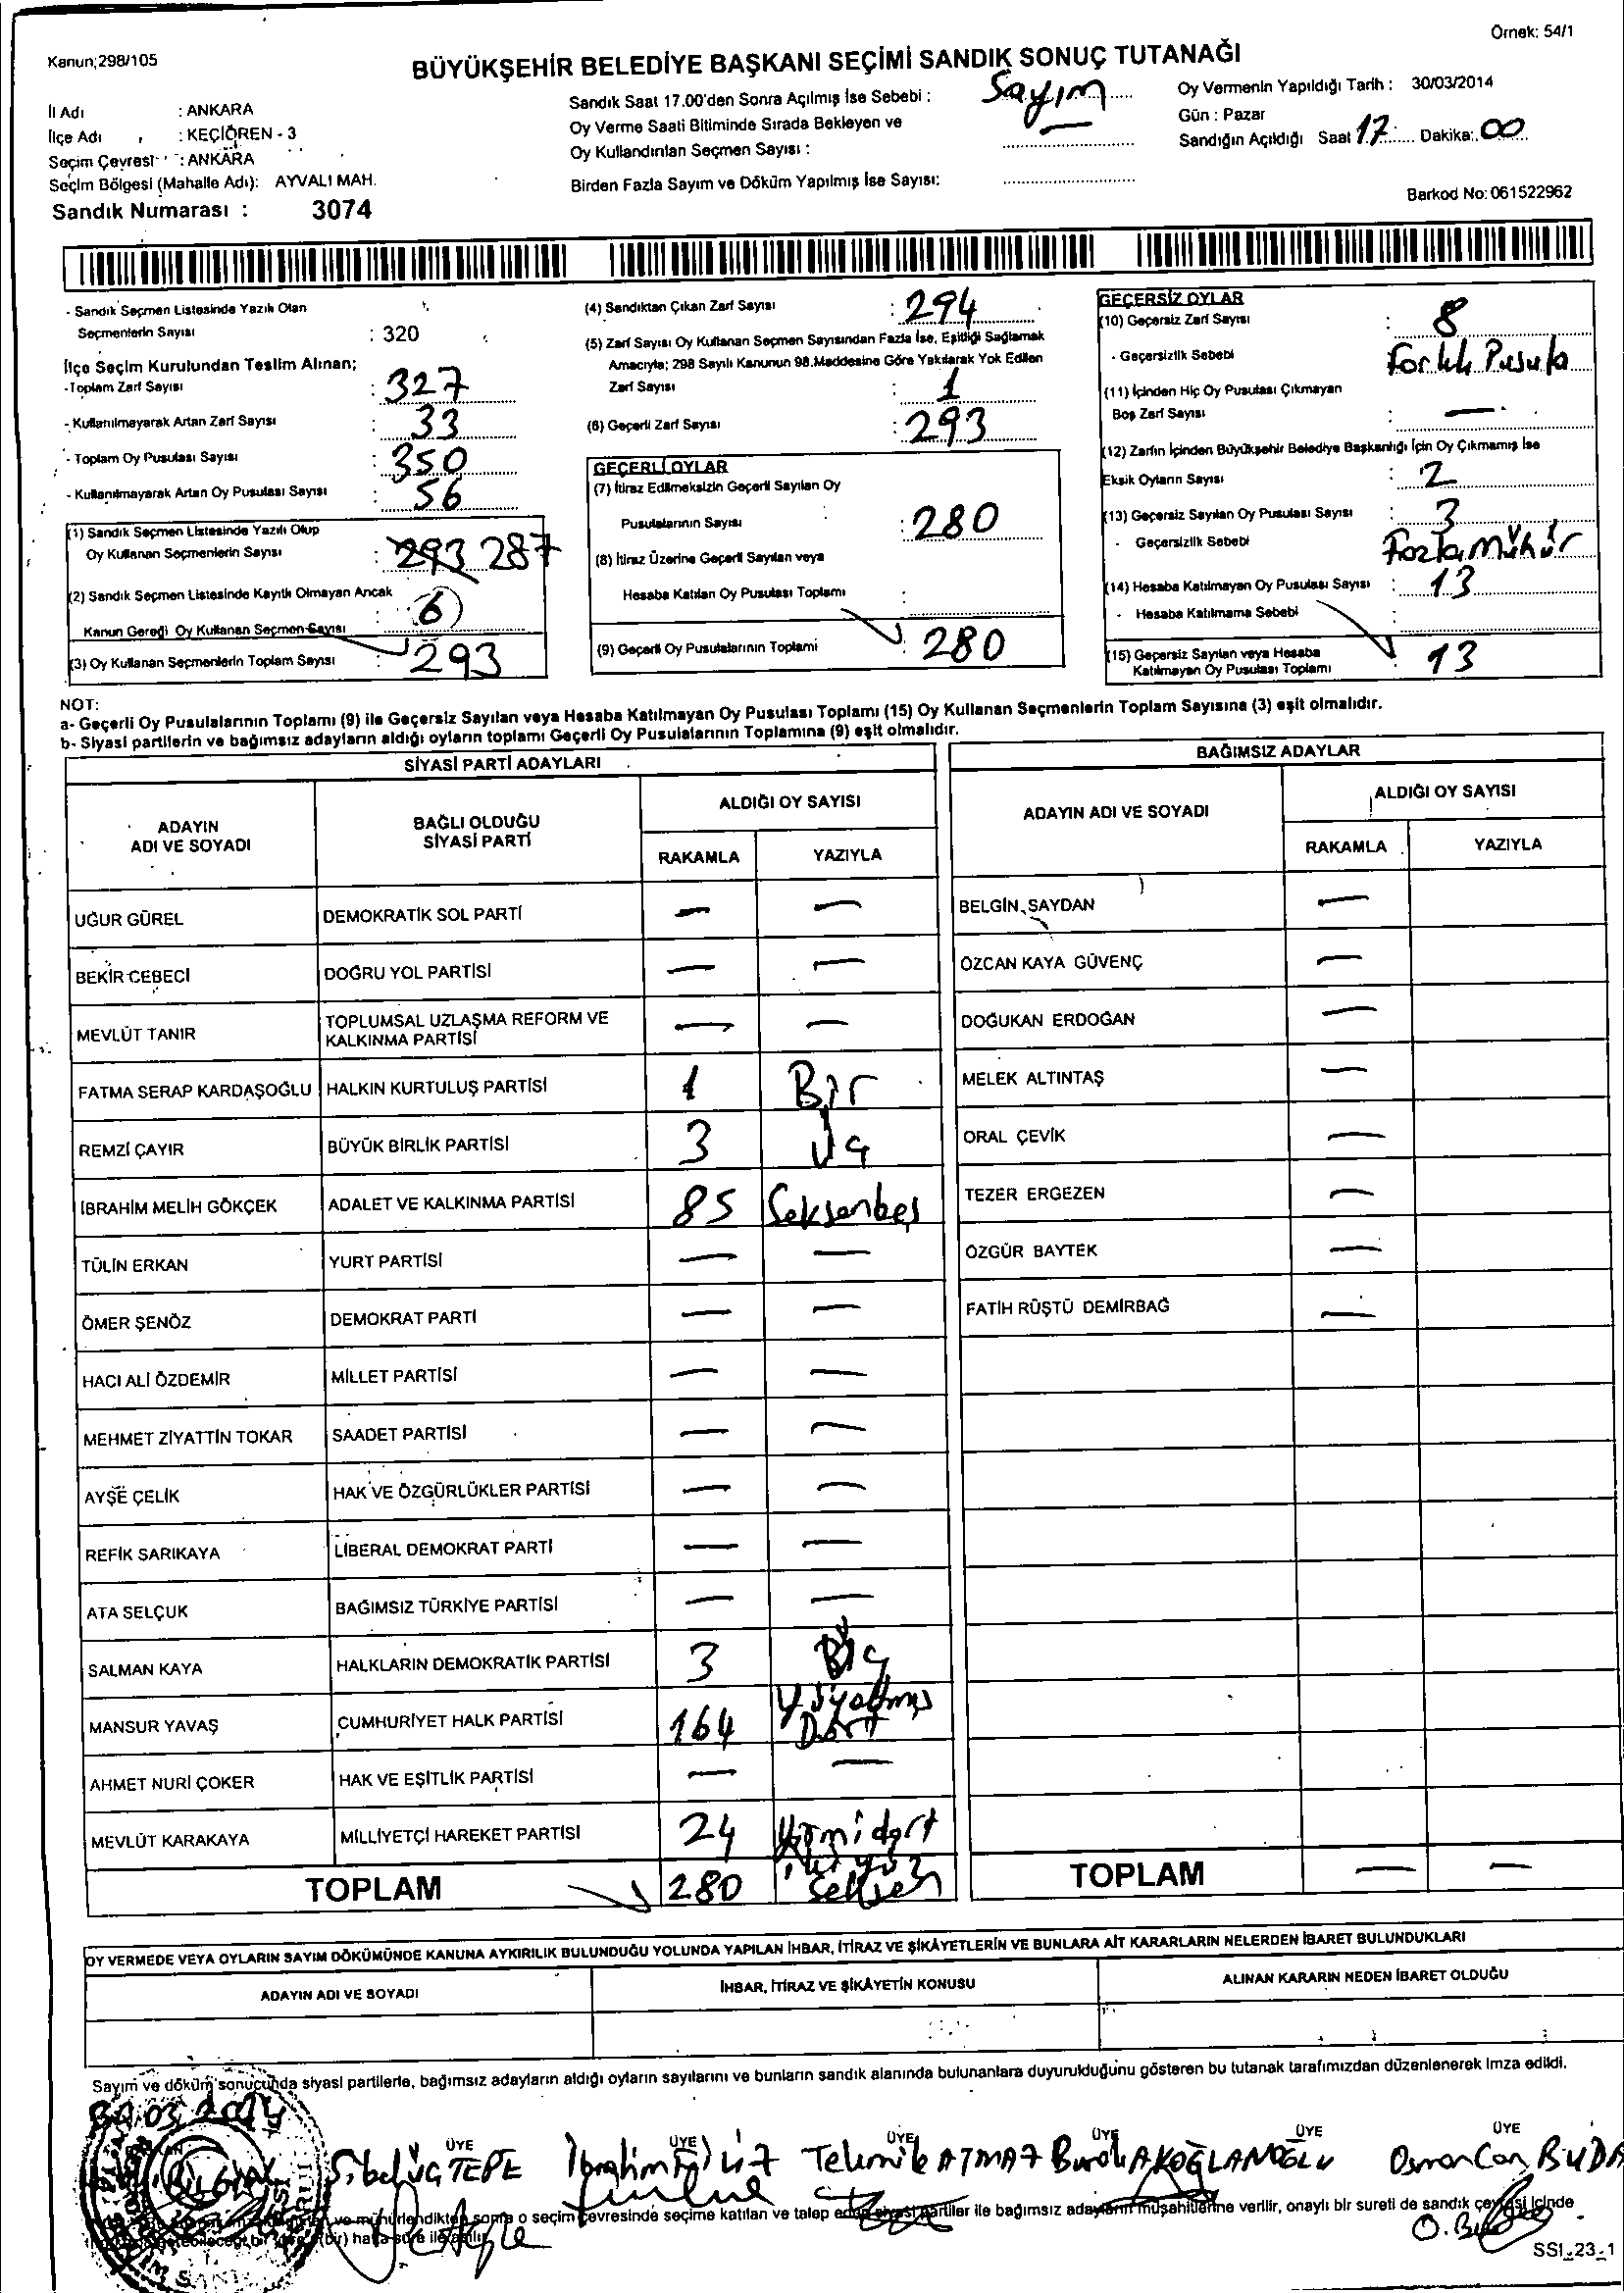 Örnek: 54/1
Kanun;298/105
BÜYÜKŞEHİR BELEDİYE BAŞKANI SEÇİMİ SANDIK SONUÇ TUTANAĞI
İl Adı : ANKARA
İlçe Adı : KEÇİÖREN - 3
Seçim Çevresi : ANKARA
Seçim Bölgesi (Mahalle Adı): AYVALI MAH.
Sandık Numarası : 3074
Sandık Saat 17.00'den Sonra Açılmış İse Sebebi : Sayım
Oy Verme Saati Bitiminde Sırada Bekleyen ve
Oy Kullandırılan Seçmen Sayısı :
Birden Fazla Sayım ve Döküm Yapılmış İse Sayısı:
Oy Vermenin Yapıldığı Tarih : 30/03/2014
Gün : Pazar
Sandığın Açıldığı Saat 17 Dakika: 00
Barkod No: 061522962
- Sandık Seçmen Listesinde Yazılı Olan
Seçmenlerin Sayısı : 320
İlçe Seçim Kurulundan Teslim Alınan;
-Toplam Zarf Sayısı : 327
- Kullanılmayarak Artan Zarf Sayısı : 33
- Toplam Oy Pusulası Sayısı : 350
- Kullanılmayarak Artan Oy Pusulası Sayısı : 56
(1) Sandık Seçmen Listesinde Yazılı Olup
Oy Kullanan Seçmenlerin Sayısı : 293 287
(2) Sandık Seçmen Listesinde Kayıtlı Olmayan Ancak
Kanun Gereği Oy Kullanan Seçmen Sayısı : 6
(3) Oy Kullanan Seçmenlerin Toplam Sayısı : 293
(4) Sandıktan Çıkan Zarf Sayısı : 294
(5) Zarf Sayısı Oy Kullanan Seçmen Sayısından Fazla İse, Eşitliği Sağlamak
Amacıyla; 298 Sayılı Kanunun 98.Maddesine Göre Yakılarak Yok Edilen
Zarf Sayısı : 1
(6) Geçerli Zarf Sayısı : 293
GEÇERLİ OYLAR
(7) İtiraz Edilmeksizin Geçerli Sayılan Oy
Pusulalarının Sayısı : 280
(8) İtiraz Üzerine Geçerli Sayılan veya
Hesaba Katılan Oy Pusulası Toplamı :
(9) Geçerli Oy Pusulalarının Toplamı : 280
GEÇERSİZ OYLAR
(10) Geçersiz Zarf Sayısı : 8
- Geçersizlik Sebebi Farklı Pusula
(11) İçinden Hiç Oy Pusulası Çıkmayan
Boş Zarf Sayısı : —
(12) Zarfın İçinden Büyükşehir Belediye Başkanlığı İçin Oy Çıkmamış İse
Eksik Oyların Sayısı : 2
(13) Geçersiz Sayılan Oy Pusulası Sayısı : 3
- Geçersizlik Sebebi Fazla Mühür
(14) Hesaba Katılmayan Oy Pusulası Sayısı : 13
- Hesaba Katılmama Sebebi :
(15) Geçersiz Sayılan veya Hesaba
Katılmayan Oy Pusulası Toplamı : 13
NOT:
a- Geçerli Oy Pusulalarının Toplamı (9) ile Geçersiz Sayılan veya Hesaba Katılmayan Oy Pusulası Toplamı (15) Oy Kullanan Seçmenlerin Toplam Sayısına (3) eşit olmalıdır.
b- Siyasi partilerin ve bağımsız adayların aldığı oyların toplamı Geçerli Oy Pusulalarının Toplamına (9) eşit olmalıdır.
SİYASİ PARTİ ADAYLARI
ADAYIN ADI VE SOYADI BAĞLI OLDUĞU SİYASİ PARTİ ALDIĞI OY SAYISI
RAKAMLA YAZIYLA
UĞUR GÜREL DEMOKRATİK SOL PARTİ — —
BEKİR CEBECİ DOĞRU YOL PARTİSİ — —
MEVLÜT TANIR TOPLUMSAL UZLAŞMA REFORM VE KALKINMA PARTİSİ — —
FATMA SERAP KARDAŞOĞLU HALKIN KURTULUŞ PARTİSİ 1 Bir
REMZİ ÇAYIR BÜYÜK BİRLİK PARTİSİ 3 Üç
İBRAHİM MELİH GÖKÇEK ADALET VE KALKINMA PARTİSİ 85 Seksenbeş
TÜLİN ERKAN YURT PARTİSİ — —
ÖMER ŞENÖZ DEMOKRAT PARTİ — —
HACI ALİ ÖZDEMİR MİLLET PARTİSİ — —
MEHMET ZİYATTİN TOKAR SAADET PARTİSİ — —
AYŞE ÇELİK HAK VE ÖZGÜRLÜKLER PARTİSİ — —
REFİK SARIKAYA LİBERAL DEMOKRAT PARTİ — —
ATA SELÇUK BAĞIMSIZ TÜRKİYE PARTİSİ — —
SALMAN KAYA HALKLARIN DEMOKRATİK PARTİSİ 3 Üç
MANSUR YAVAŞ CUMHURİYET HALK PARTİSİ 164 Yüzyatmış Dört
AHMET NURİ ÇOKER HAK VE EŞİTLİK PARTİSİ — —
MEVLÜT KARAKAYA MİLLİYETÇİ HAREKET PARTİSİ 24 Yirmidört
TOPLAM 280 ikiyüz Seksen
BAĞIMSIZ ADAYLAR
ADAYIN ADI VE SOYADI ALDIĞI OY SAYISI
RAKAMLA YAZIYLA
BELGİN SAYDAN —
ÖZCAN KAYA GÜVENÇ —
DOĞUKAN ERDOĞAN —
MELEK ALTINTAŞ —
ORAL ÇEVİK —
TEZER ERGEZEN —
ÖZGÜR BAYTEK —
FATİH RÜŞTÜ DEMİRBAĞ —
TOPLAM — —
OY VERMEDE VEYA OYLARIN SAYIM DÖKÜMÜNDE KANUNA AYKIRILIK BULUNDUĞU YOLUNDA YAPILAN İHBAR, İTİRAZ VE ŞİKÂYETLERİN VE BUNLARA AİT KARARLARIN NELERDEN İBARET BULUNDUKLARI
ADAYIN ADI VE SOYADI İHBAR, İTİRAZ VE ŞİKÂYETİN KONUSU ALINAN KARARIN NEDEN İBARET OLDUĞU
Sayım ve döküm sonucunda siyasi partilerle, bağımsız adayların aldığı oyların sayılarını ve bunların sandık alanında bulunanlara duyurulduğunu gösteren bu tutanak tarafımızdan düzenlenerek imza edildi.
30.03.2014
ÜYE ÜYE ÜYE ÜYE ÜYE ÜYE
Sibel ÜÇTEPE İbrahim Telemik ATMAZ Burak AKOĞLANOĞLU Osman Can BUDA
ve mühürlendikten sonra o seçim çevresinde seçime katılan ve talep eden siyasi partiler ile bağımsız adayların müşahitlerine verilir, onaylı bir sureti de sandık çevresi içinde
(bir) hafta süre ile asılır.
O. Bu
SSI_23_1